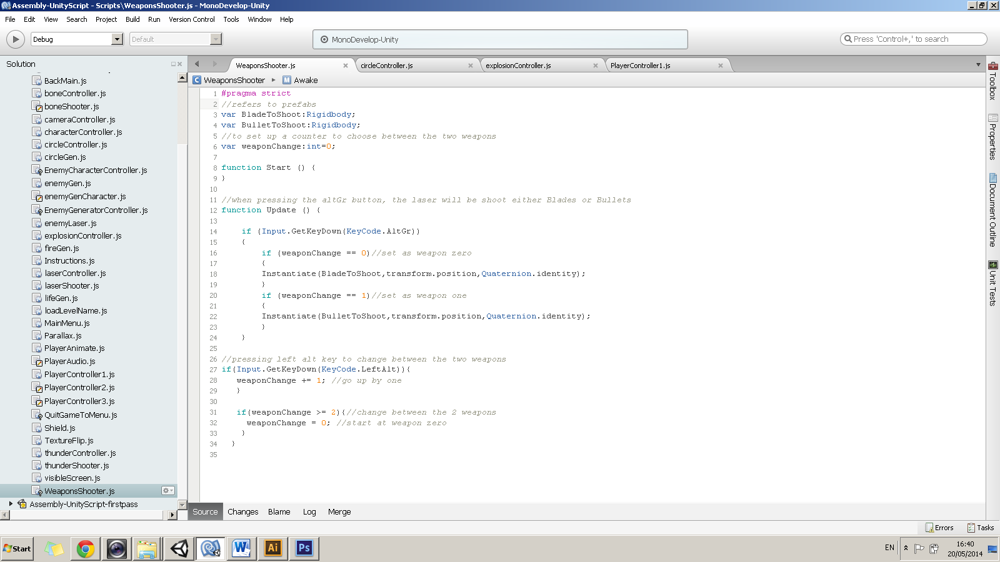 Assembly-UnityScript - Scripts\WeaponsShooter.js - MonoDevelop-Unity
File Edit View Search Project Build Run Version Control Tools Window Help
Debug Default MonoDevelop-Unity Press 'Control+,' to search
Solution
BackMain.js
boneController.js
boneShooter.js
cameraController.js
characterController.js
circleController.js
circleGen.js
EnemyCharacterController.js
enemyGen.js
enemyGenCharacter.js
EnemyGeneratorController.js
enemyLaser.js
explosionController.js
fireGen.js
Instructions.js
laserController.js
laserShooter.js
lifeGen.js
loadLevelName.js
MainMenu.js
Parallax.js
PlayerAnimate.js
PlayerAudio.js
PlayerController1.js
PlayerController2.js
PlayerController3.js
QuitGameToMenu.js
Shield.js
TextureFlip.js
thunderController.js
thunderShooter.js
visibleScreen.js
WeaponsShooter.js
Assembly-UnityScript-firstpass
WeaponsShooter.js circleController.js explosionController.js PlayerController1.js
C WeaponsShooter M Awake
1 #pragma strict
2 //refers to prefabs
3 var BladeToShoot:Rigidbody;
4 var BulletToShoot:Rigidbody;
5 //to set up a counter to choose between the two weapons
6 var weaponChange:int=0;
7
8 function Start () {
9 }
10
11 //when pressing the altGr button, the laser will be shoot either Blades or Bullets
12 function Update () {
13
14 if (Input.GetKeyDown(KeyCode.AltGr))
15 {
16 if (weaponChange == 0)//set as weapon zero
17 {
18 Instantiate(BladeToShoot,transform.position,Quaternion.identity);
19 }
20 if (weaponChange == 1)//set as weapon one
21 {
22 Instantiate(BulletToShoot,transform.position,Quaternion.identity);
23 }
24 }
25
26 //pressing left alt key to change between the two weapons
27 if(Input.GetKeyDown(KeyCode.LeftAlt)){
28 weaponChange += 1; //go up by one
29 }
30
31 if(weaponChange >= 2){//change between the 2 weapons
32 weaponChange = 0; //start at weapon zero
33 }
34 }
35
Source Changes Blame Log Merge
Toolbox
Properties
Document Outline
Unit Tests
Errors Tasks
Start W Ai Ps EN 16:40
20/05/2014